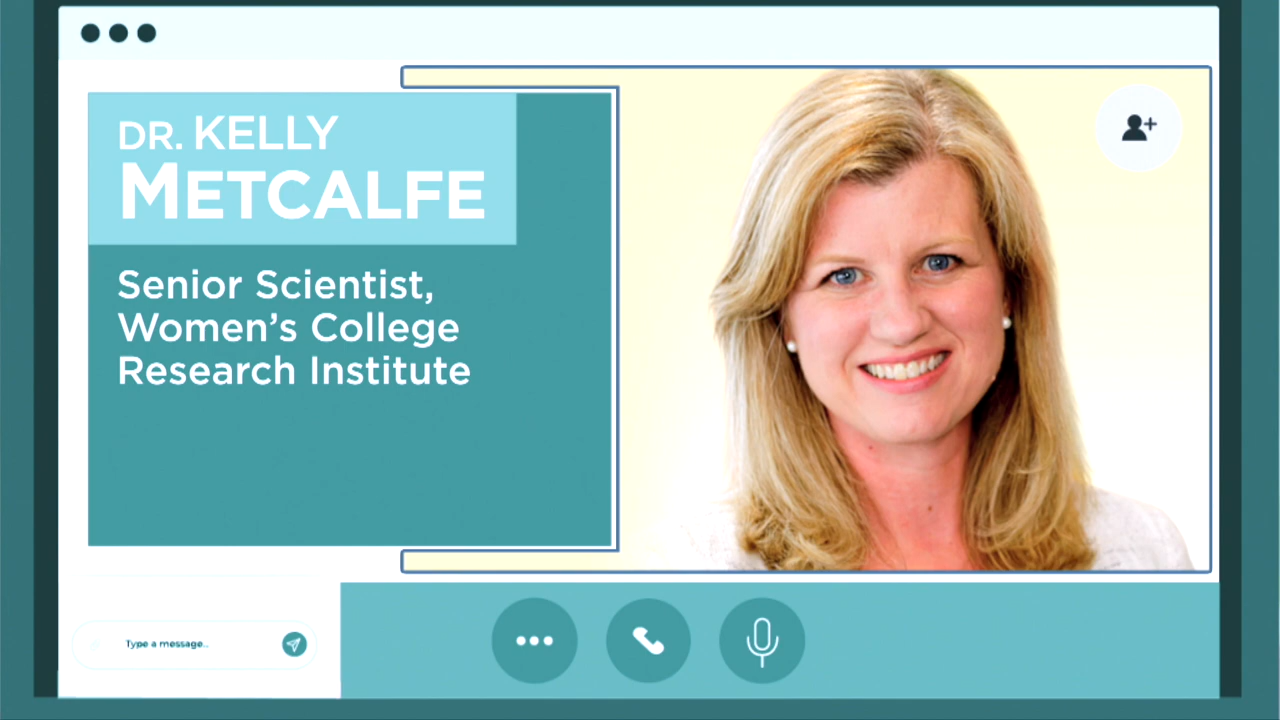 DR. KELLY
METCALFE
Senior Scientist,
Women's College
Research Institute
Type a message..